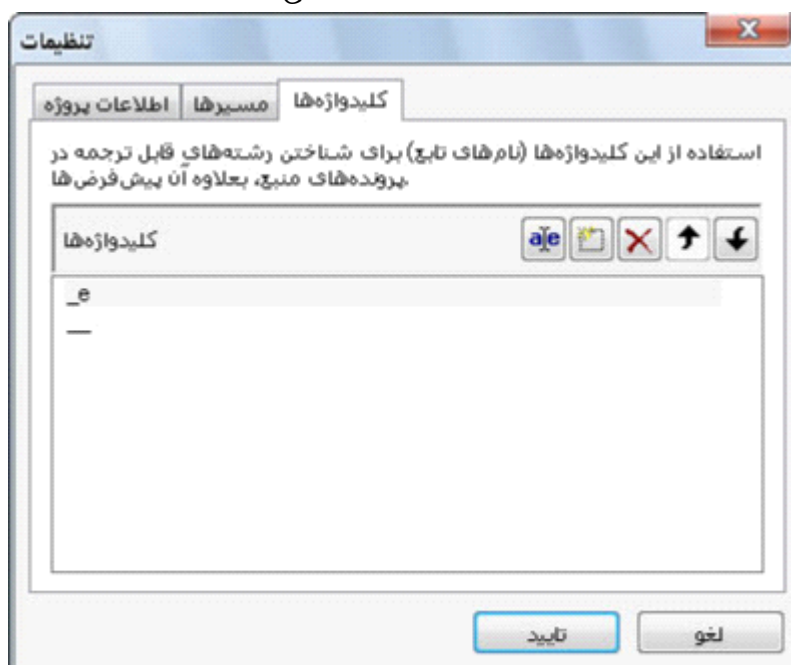 تنظیمات
کلیدواژه‌ها
مسیرها
اطلاعات پروژه
استفاده از این کلیدواژه‌ها (نام‌های تابع) برای شناختن رشته‌های قابل ترجمه در
پرونده‌های منبع، بعلاوه آن پیش‌فرض‌ها.
کلیدواژه‌ها
_e
__
تایید
لغو